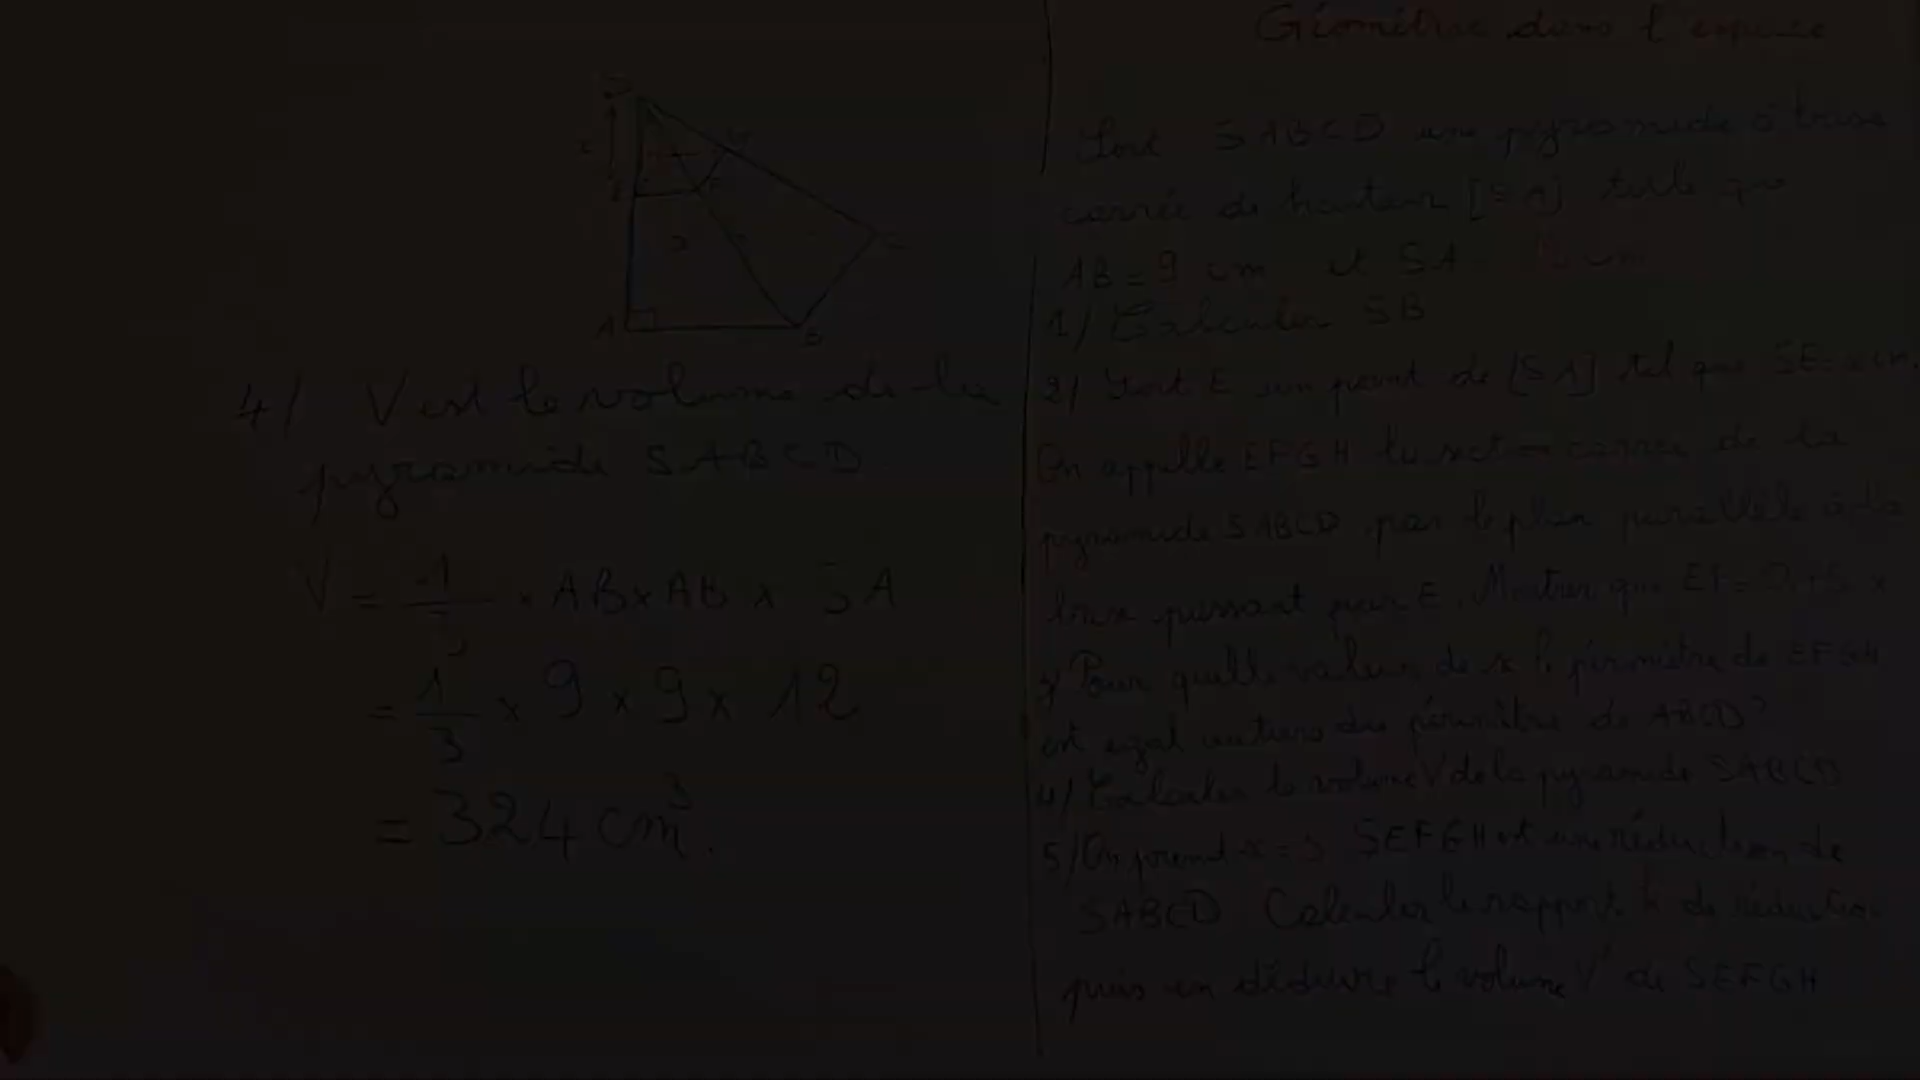 4/ V est le volume de la
pyramide SABCD
V = 1/3 × AB × AB × SA
= 1/3 × 9 × 9 × 12
= 324 cm³.
Géométrie dans l'espace
Soit SABCD une pyramide à base
carrée de hauteur [SA] telle que
AB = 9 cm et SA
1/ Calculer SB
2/ Soit E un point de [SA] tel que SE = x cm.
On appelle EFGH la section carrée de la
pyramide SABCD par le plan parallèle à la
base passant par E. Montrer que EF = x
3/ Pour quelle valeur de x le périmètre de EFGH
est égal au tiers du périmètre de ABCD?
4/ Calculer le volume V de la pyramide SABCD
5/ On prend x = 3 SEFGH est une réduction de
SABCD Calculer le rapport k de réduction
puis en déduire le volume V' de SEFGH